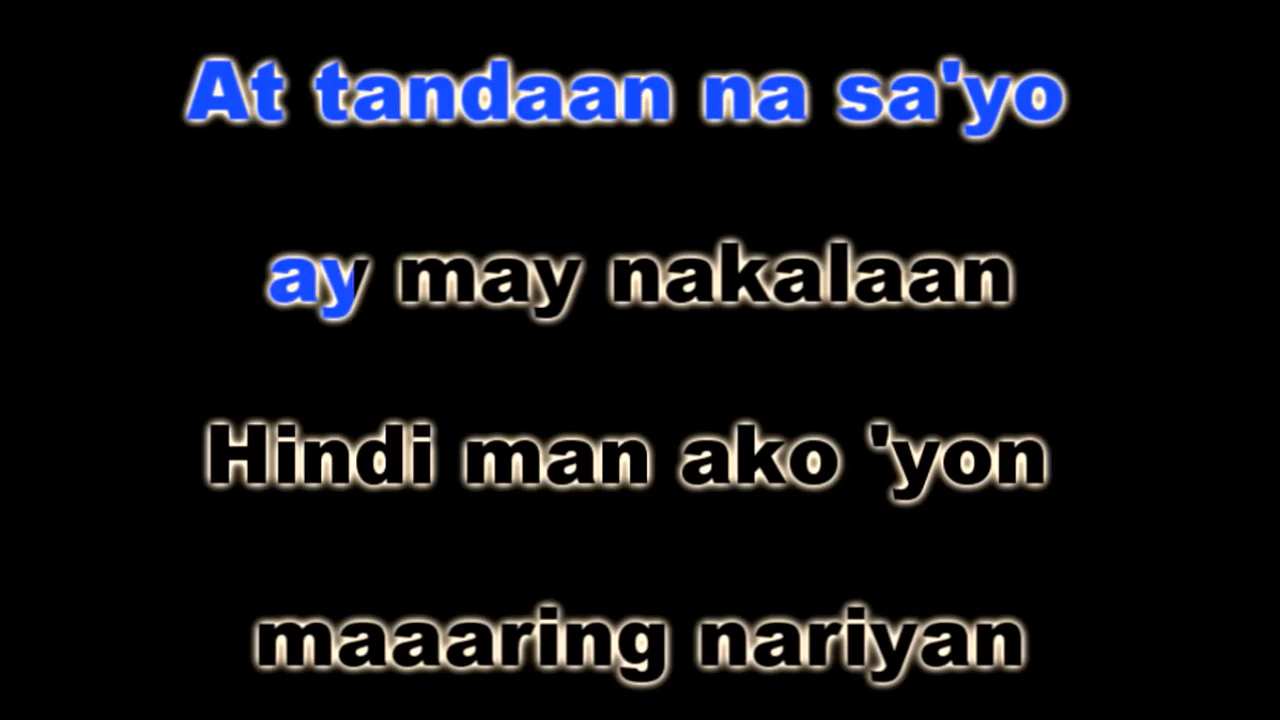 At tandaan na sa'yo
ay may nakalaan
Hindi man ako 'yon
maaaring nariyan